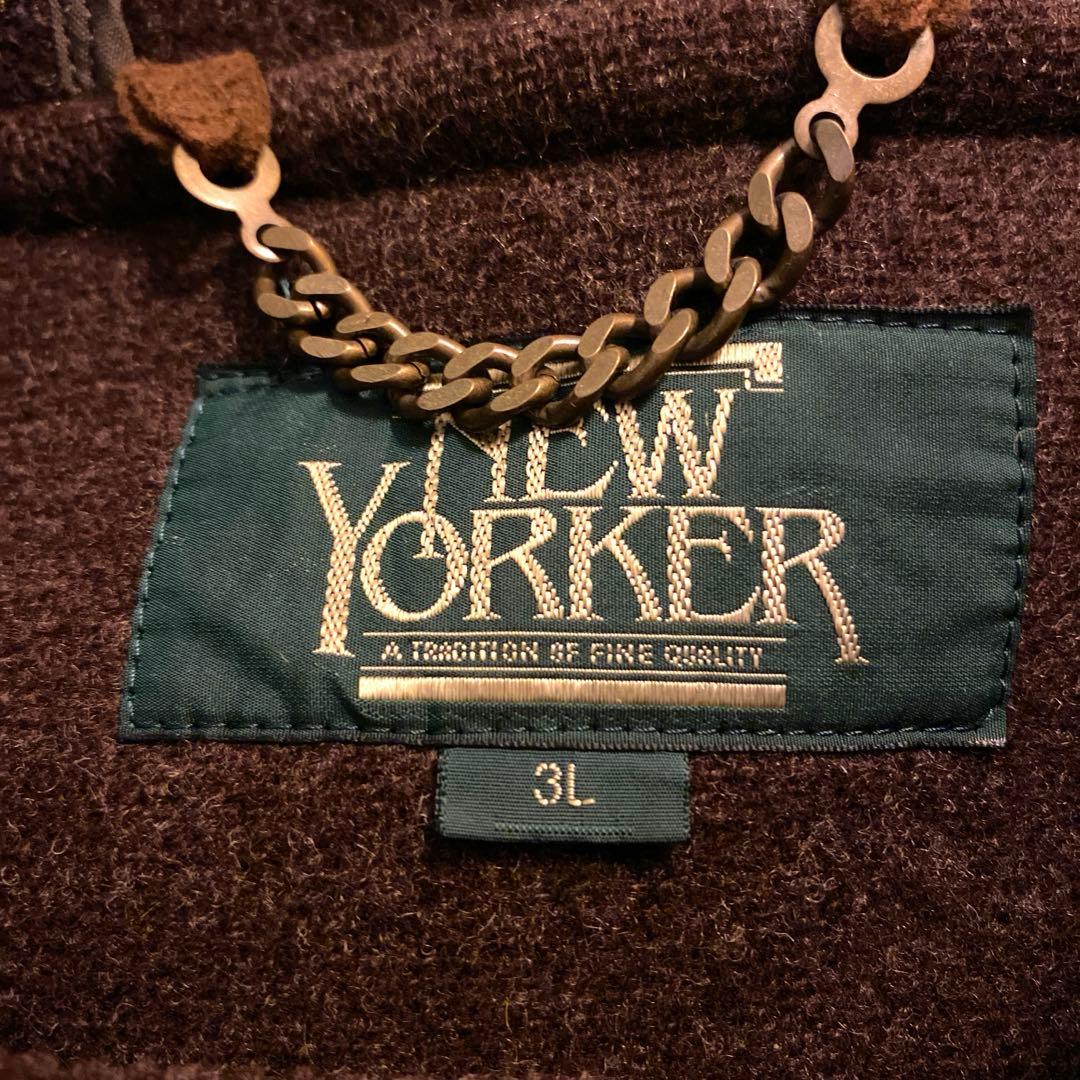 NEW
YORKER
A TRADITION OF FINE QUALITY
3L